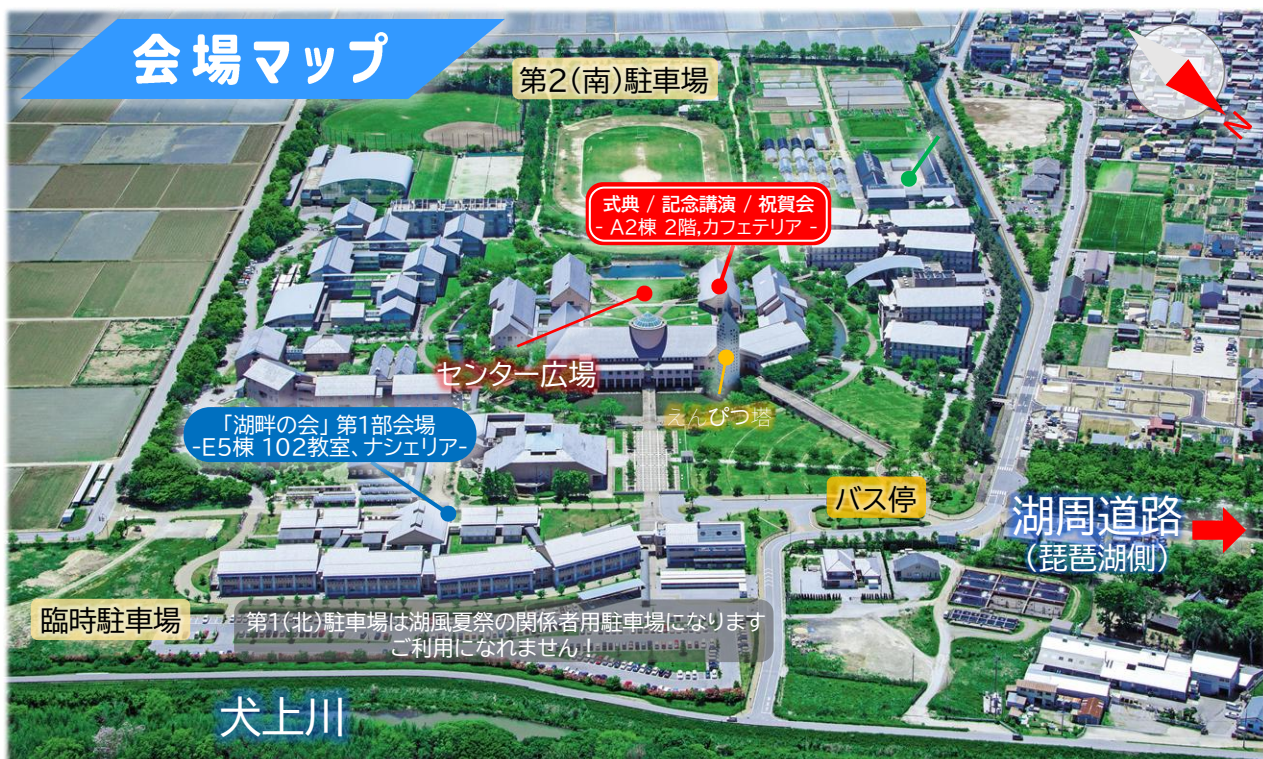 会場マップ
第2(南)駐車場
N
式典 / 記念講演 / 祝賀会
- A2棟 2階,カフェテリア -
センター広場
えんぴつ塔
「湖畔の会」 第1部会場
-E5棟 102教室、ナシェリア-
バス停
湖周道路
(琵琶湖側)
臨時駐車場
第1(北)駐車場は湖風夏祭の関係者用駐車場になります
ご利用になれません!
犬上川